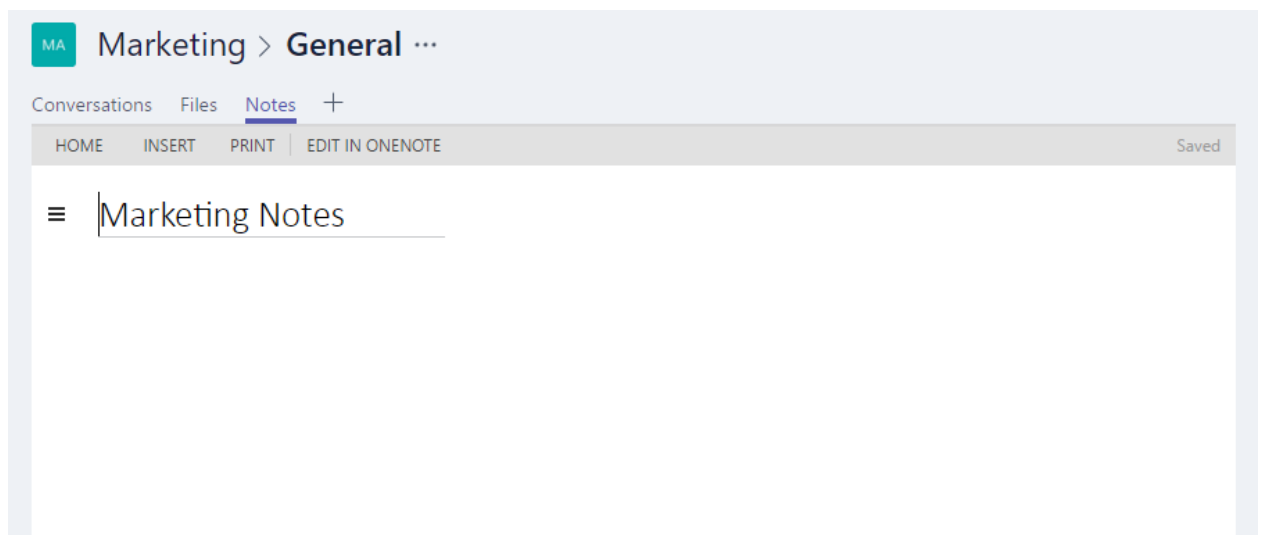 MA Marketing > General ...
Conversations Files Notes +
HOME INSERT PRINT EDIT IN ONENOTE Saved
Marketing Notes